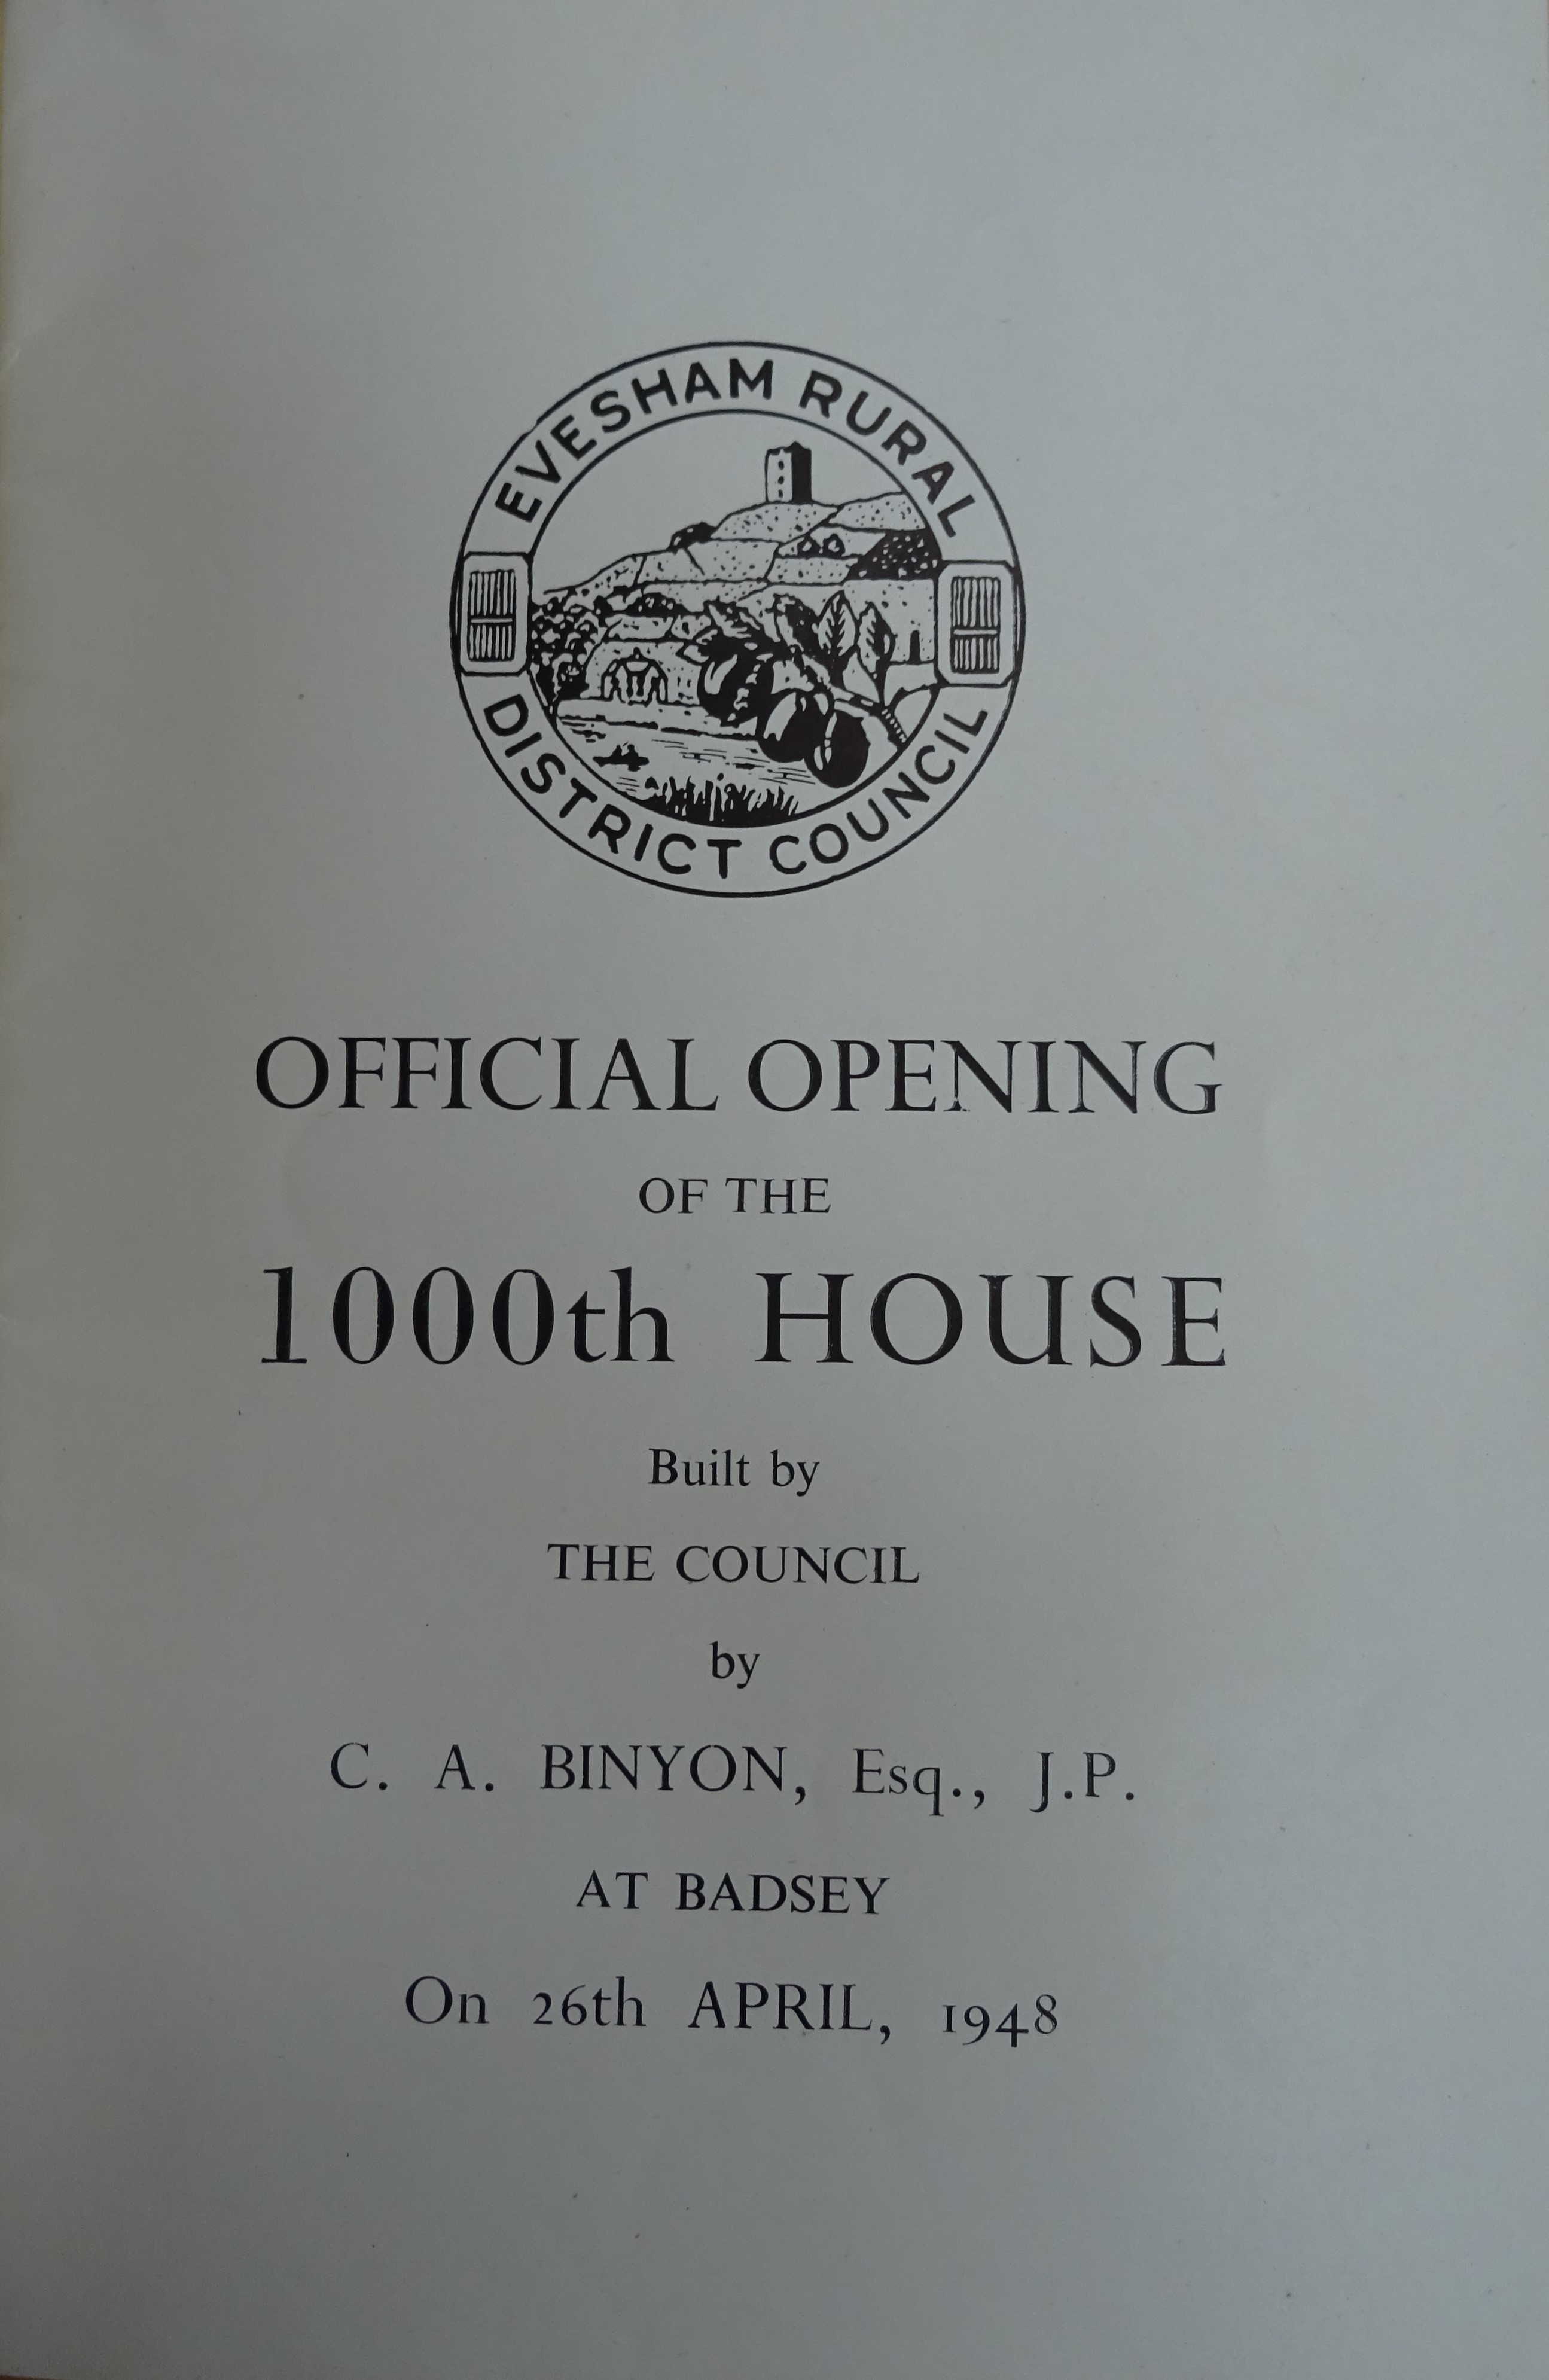 EVESHAM RURAL
DISTRICT COUNCIL
OFFICIAL OPENING
OF THE
1000th HOUSE
Built by
THE COUNCIL
by
C. A. BINYON, Esq., J.P.
AT BADSEY
On 26th APRIL, 1948